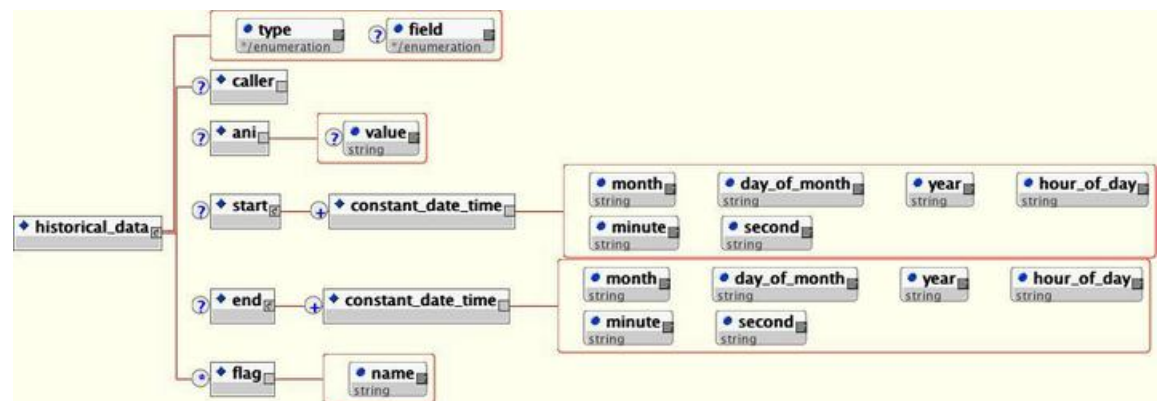 type
field
*/enumeration
*/enumeration
? caller
? ani
? value
string
month
day_of_month
year
hour_of_day
string
string
string
string
? start
+ constant_date_time
minute
second
string
string
historical_data
month
day_of_month
year
hour_of_day
string
string
string
string
? end
+ constant_date_time
minute
second
string
string
* flag
name
string